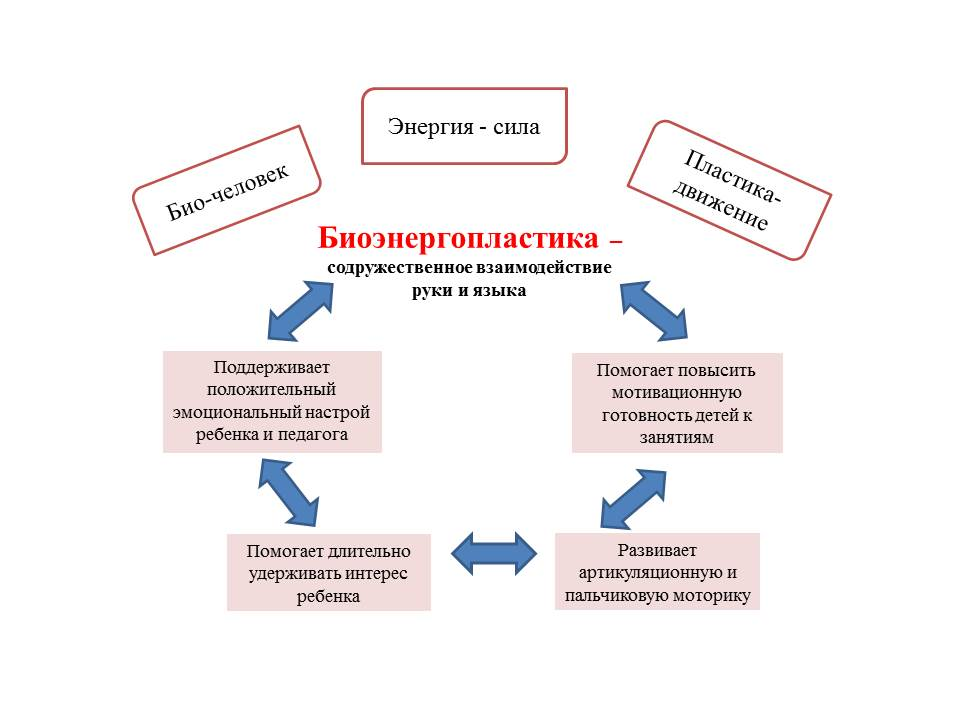 Энергия - сила
Био-человек
Пластика-
движение
Биоэнергопластика –
содружественное взаимодействие
руки и языка
Поддерживает
положительный
эмоциональный настрой
ребенка и педагога
Помогает повысить
мотивационную
готовность детей к
занятиям
Помогает длительно
удерживать интерес
ребенка
Развивает
артикуляционную и
пальчиковую моторику